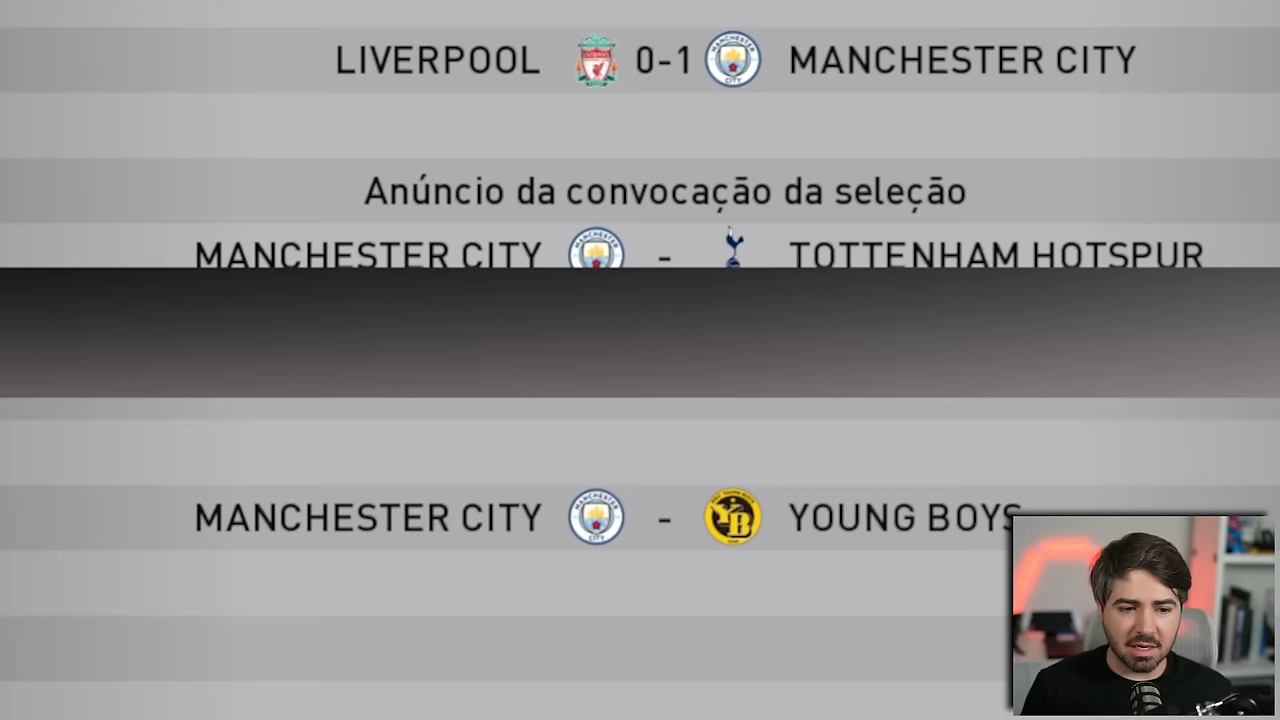 LIVERPOOL 0-1 MANCHESTER CITY
Anúncio da convocação da seleção
MANCHESTER CITY - TOTTENHAM HOTSPUR
MANCHESTER CITY - YOUNG BOYS